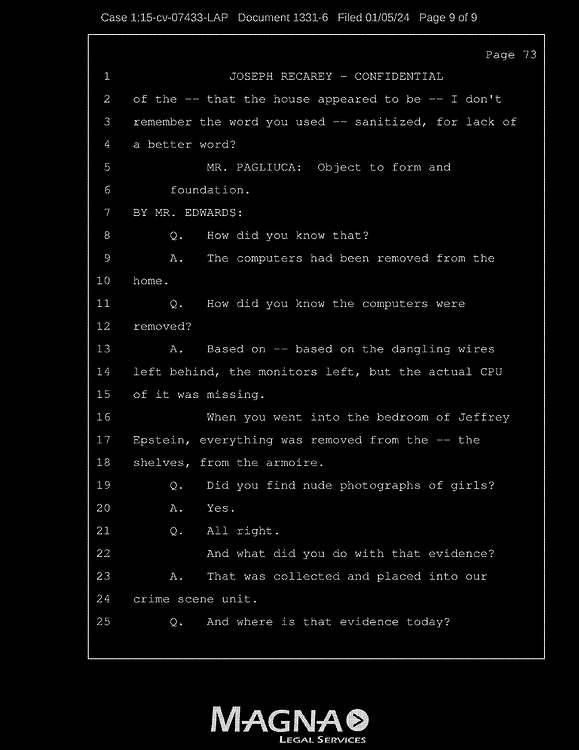 Case 1:15-cv-07433-LAP Document 1331-6 Filed 01/05/24 Page 9 of 9
Page 73
1 JOSEPH RECAREY - CONFIDENTIAL
2 of the -- that the house appeared to be -- I don't
3 remember the word you used -- sanitized, for lack of
4 a better word?
5 MR. PAGLIUCA: Object to form and
6 foundation.
7 BY MR. EDWARDS:
8 Q. How did you know that?
9 A. The computers had been removed from the
10 home.
11 Q. How did you know the computers were
12 removed?
13 A. Based on -- based on the dangling wires
14 left behind, the monitors left, but the actual CPU
15 of it was missing.
16 When you went into the bedroom of Jeffrey
17 Epstein, everything was removed from the -- the
18 shelves, from the armoire.
19 Q. Did you find nude photographs of girls?
20 A. Yes.
21 Q. All right.
22 And what did you do with that evidence?
23 A. That was collected and placed into our
24 crime scene unit.
25 Q. And where is that evidence today?
MAGNA
LEGAL SERVICES